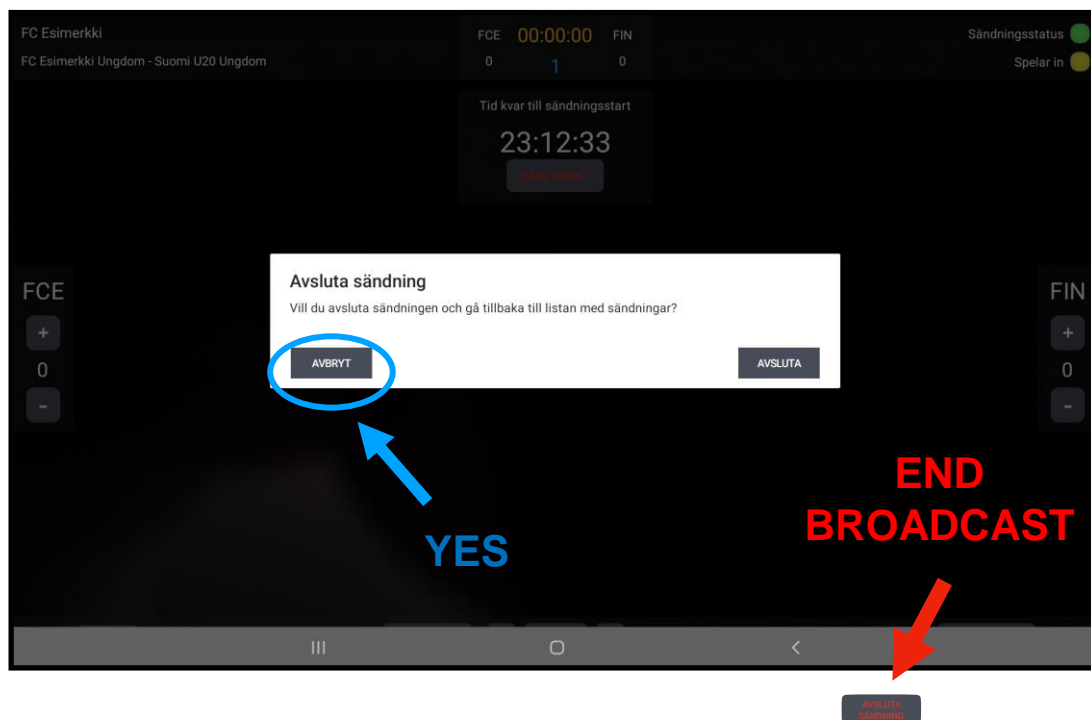 FC Esimerkki
FC Esimerkki Ungdom - Suomi U20 Ungdom
FCE 00:00:00 FIN
0 1 0
Sändningsstatus
Spelar in
Tid kvar till sändningsstart
23:12:33
FCE
+
0
-
Avsluta sändning
Vill du avsluta sändningen och gå tillbaka till listan med sändningar?
AVBRYT
AVSLUTA
FIN
+
0
-
YES
END
BROADCAST
AVSLUTA
SÄNDNING